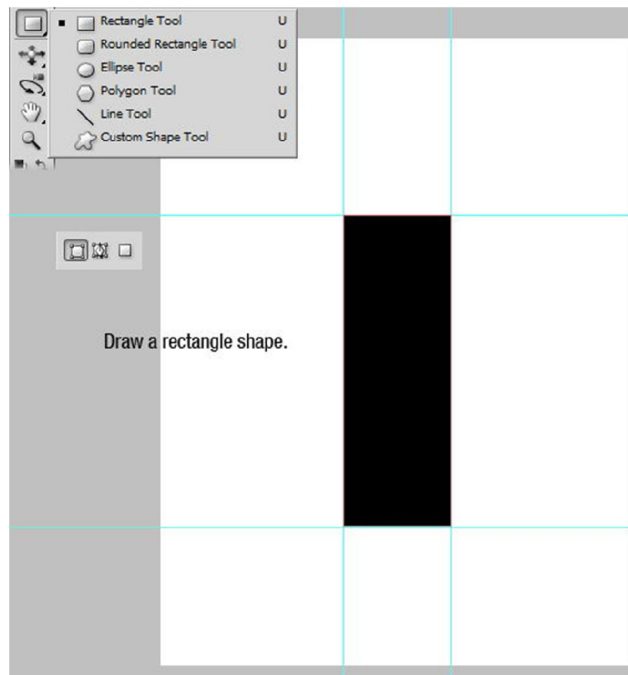 Rectangle Tool U
Rounded Rectangle Tool U
Ellipse Tool U
Polygon Tool U
Line Tool U
Custom Shape Tool U
Draw a rectangle shape.